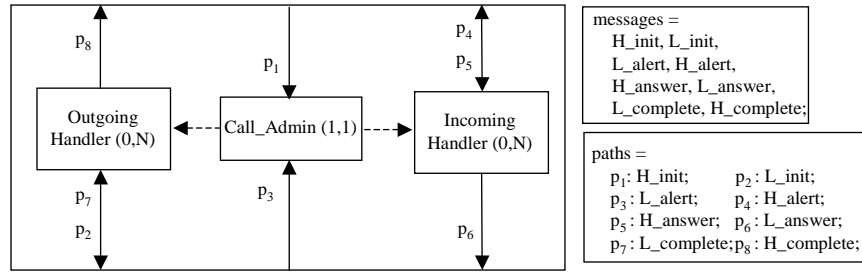 p8
p1
p4
p5
Outgoing
Handler (0,N)
Call_Admin (1,1)
Incoming
Handler (0,N)
p7
p2
p3
p6
messages =
H_init, L_init,
L_alert, H_alert,
H_answer, L_answer,
L_complete, H_complete;
paths =
p1: H_init; p2: L_init;
p3: L_alert; p4: H_alert;
p5: H_answer; p6: L_answer;
p7: L_complete; p8: H_complete;